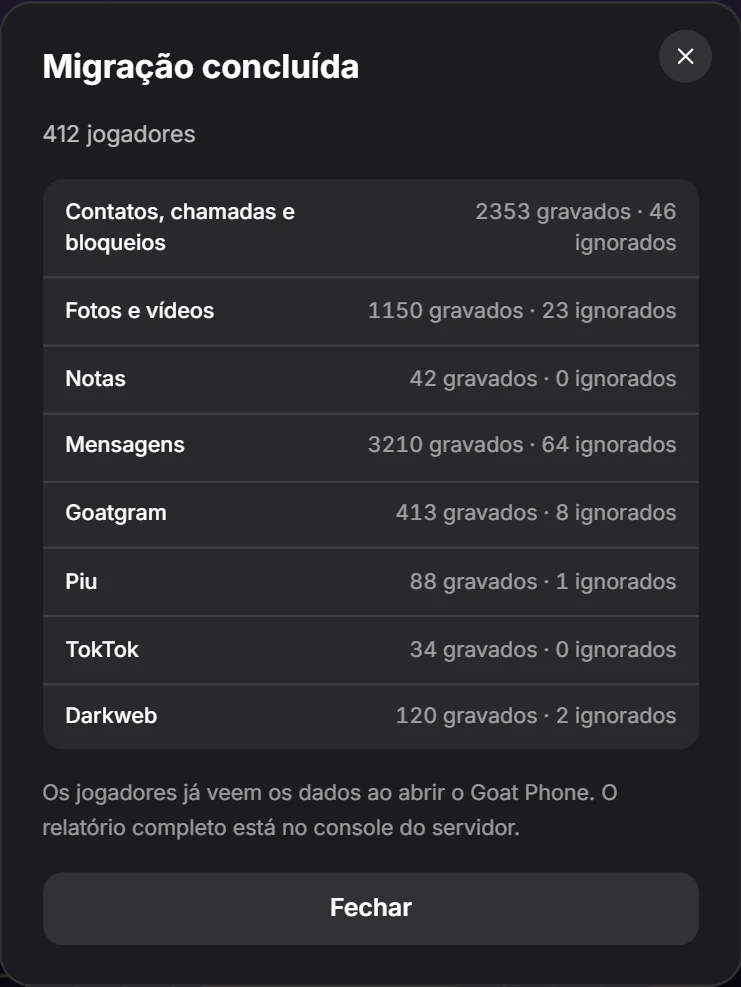 Migração concluída
412 jogadores
Contatos, chamadas e
bloqueios
2353 gravados · 46
ignorados
Fotos e vídeos
1150 gravados · 23 ignorados
Notas
42 gravados · 0 ignorados
Mensagens
3210 gravados · 64 ignorados
Goatgram
413 gravados · 8 ignorados
Piu
88 gravados · 1 ignorados
TokTok
34 gravados · 0 ignorados
Darkweb
120 gravados · 2 ignorados
Os jogadores já veem os dados ao abrir o Goat Phone. O
relatório completo está no console do servidor.
Fechar